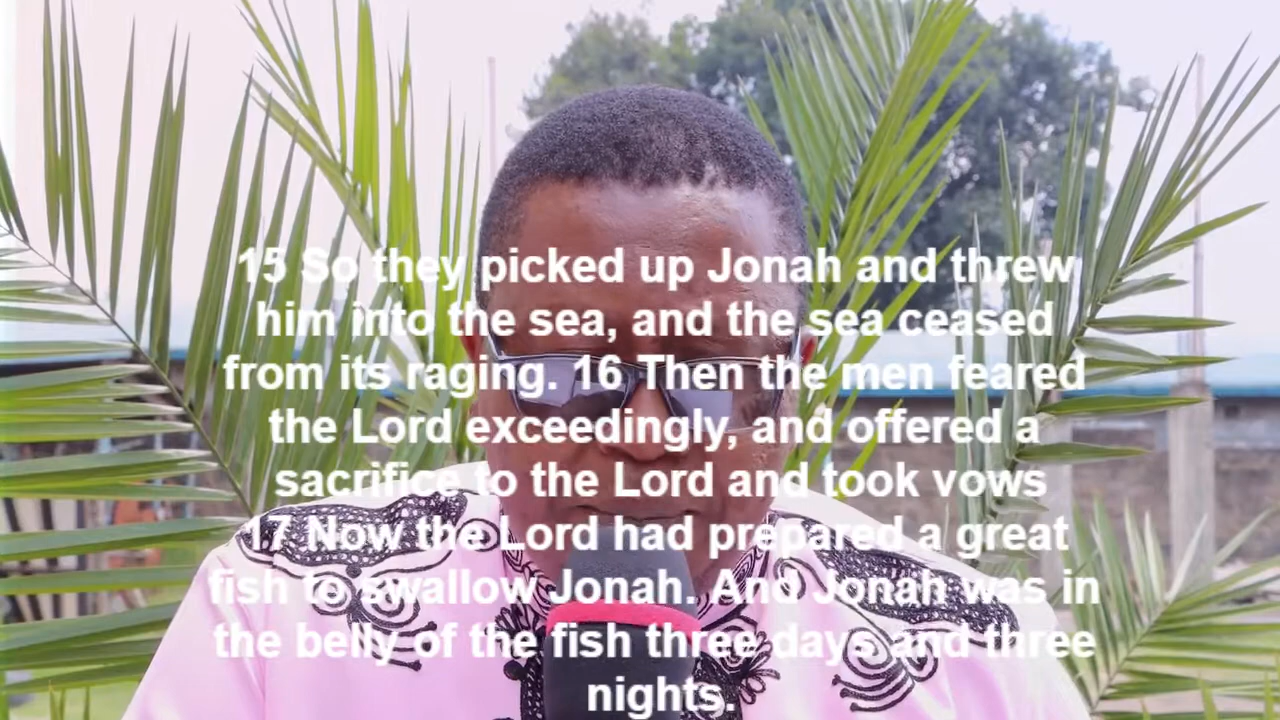 15 So they picked up Jonah and threw
him into the sea, and the sea ceased
from its raging. 16 Then the men feared
the Lord exceedingly, and offered a
sacrifice to the Lord and took vows
17 Now the Lord had prepared a great
fish to swallow Jonah. And Jonah was in
the belly of the fish three days and three
nights.